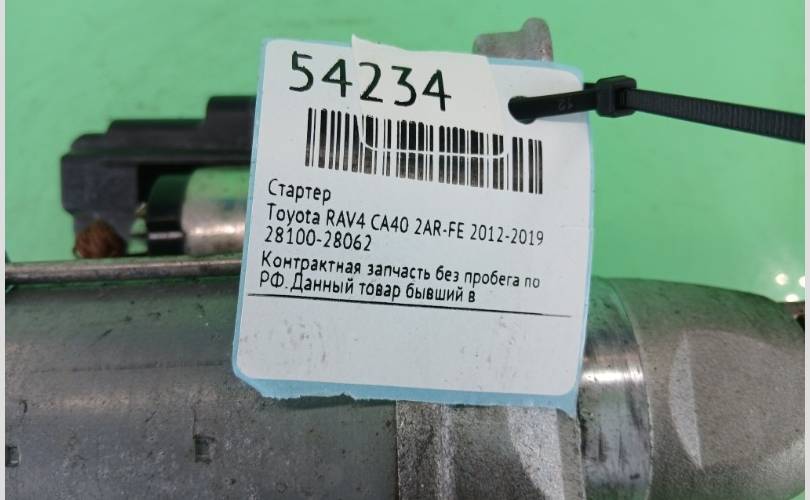 54234
Стартер
Toyota RAV4 CA40 2AR-FE 2012-2019
28100-28062
Контрактная запчасть без пробега по
РФ. Данный товар бывший в
12